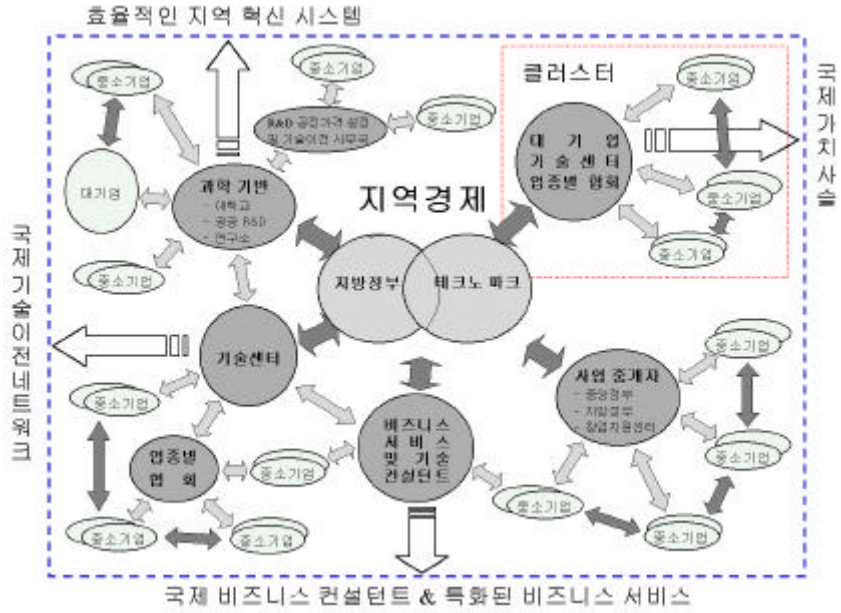 효율적인 지역 혁신 시스템
중소기업
중소기업
클러스터
중소기업
R&D 공정가격 설정
및 기술이전 사무국
중소기업
대 기 업
기술센터
업종별 협회
국제가치사슬
대기업
과학 기반
- 대학교
- 공공 R&D
- 연구소
지역경제
중소기업
중소기업
중소기업
지방정부
테크노 파크
국제기술이전네트워크
기술센터
중소기업
사업 중개자
- 중앙정부
- 지방정부
- 창업지원센터
중소기업
비즈니스
서비스
및 기술
컨설턴트
업종별
협 회
중소기업
중소기업
중소기업
중소기업
중소기업
중소기업
국제 비즈니스 컨설턴트 & 특화된 비즈니스 서비스